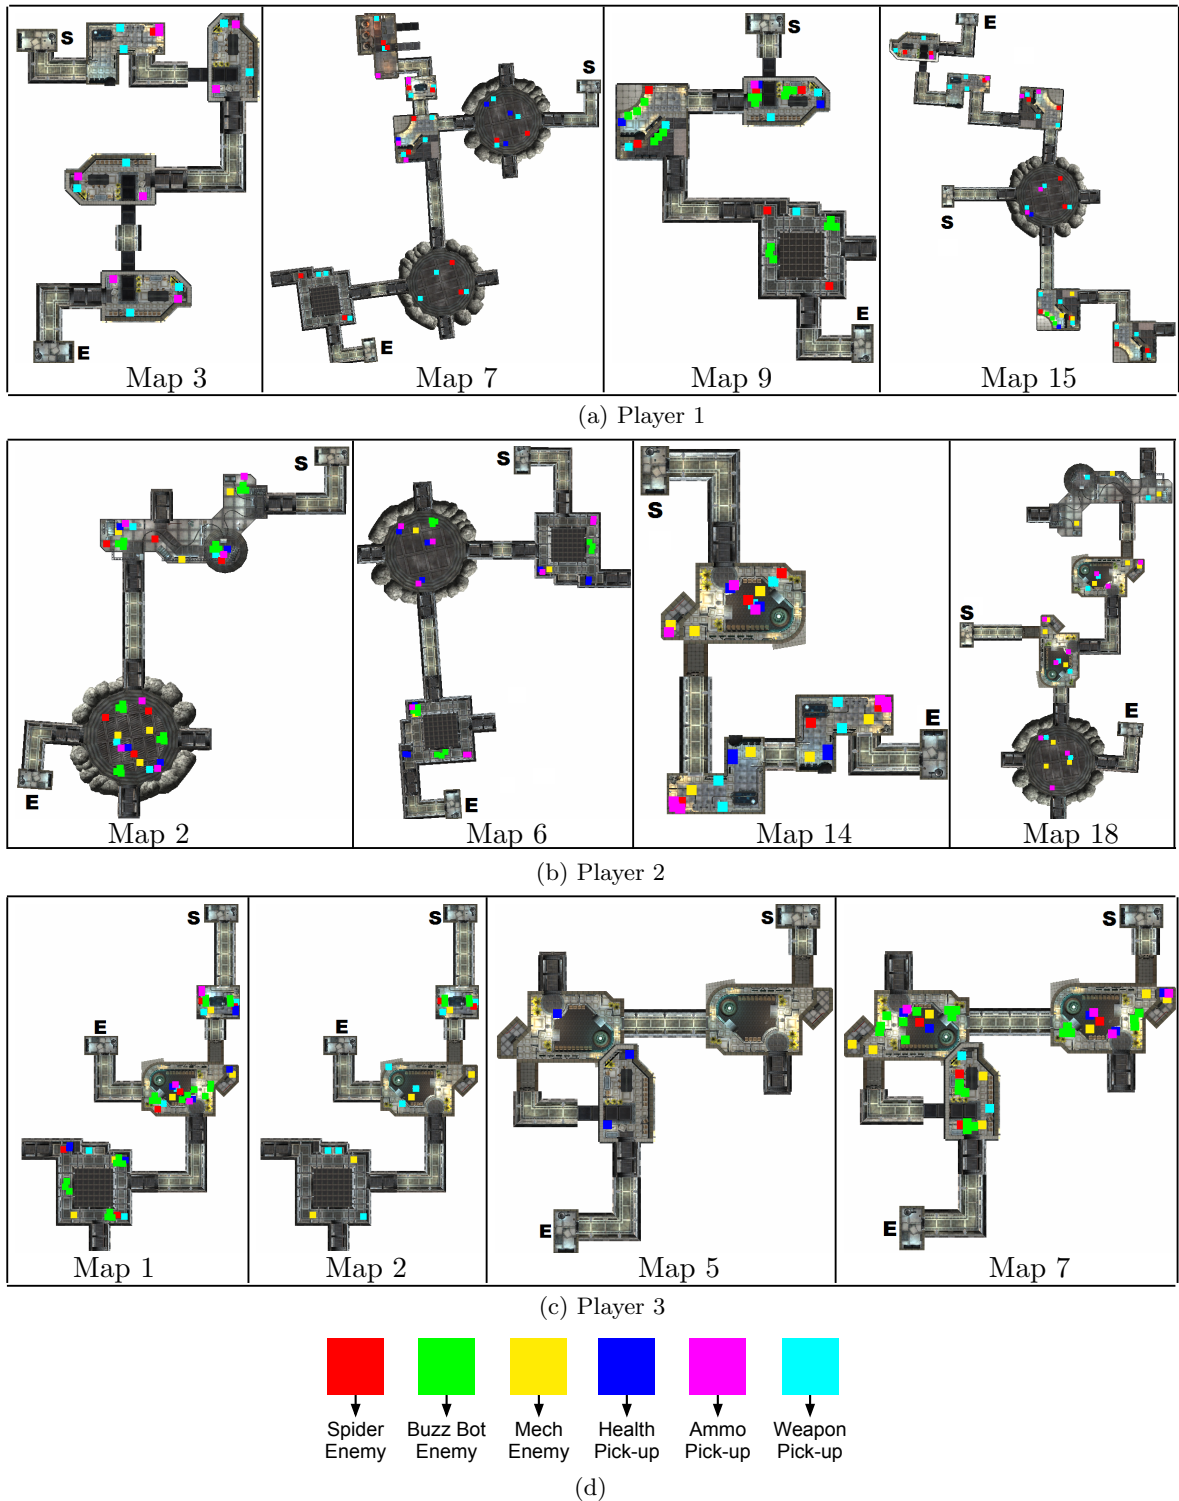 S
E
Map 3
S
E
Map 7
S
E
Map 9
E
S
Map 15
(a) Player 1
S
E
Map 2
S
E
Map 6
S
E
Map 14
S
E
Map 18
(b) Player 2
S
E
Map 1
S
E
Map 2
S
E
Map 5
S
E
Map 7
(c) Player 3
Spider Enemy
Buzz Bot Enemy
Mech Enemy
Health Pick-up
Ammo Pick-up
Weapon Pick-up
(d)